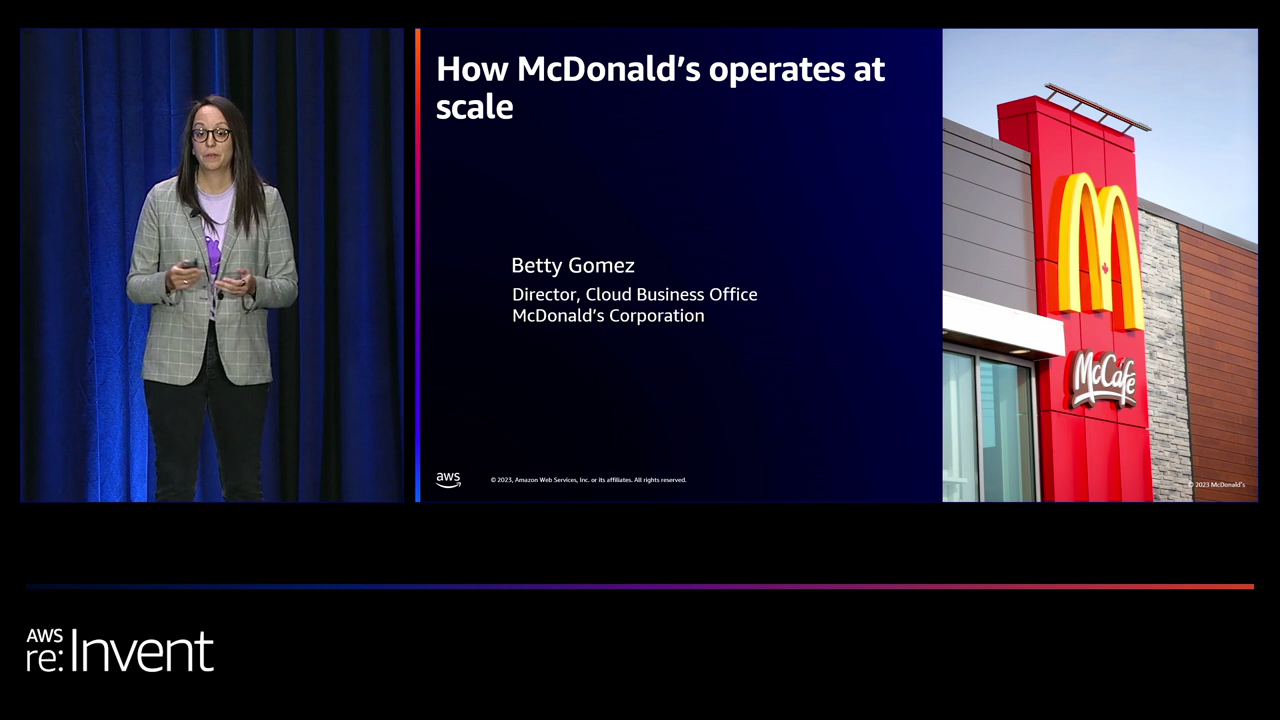 How McDonald's operates at
scale
Betty Gomez
Director, Cloud Business Office
McDonald's Corporation
McCafé
aws
© 2023, Amazon Web Services, Inc. or its affiliates. All rights reserved.
© 2023 McDonald's
AWS
re:Invent